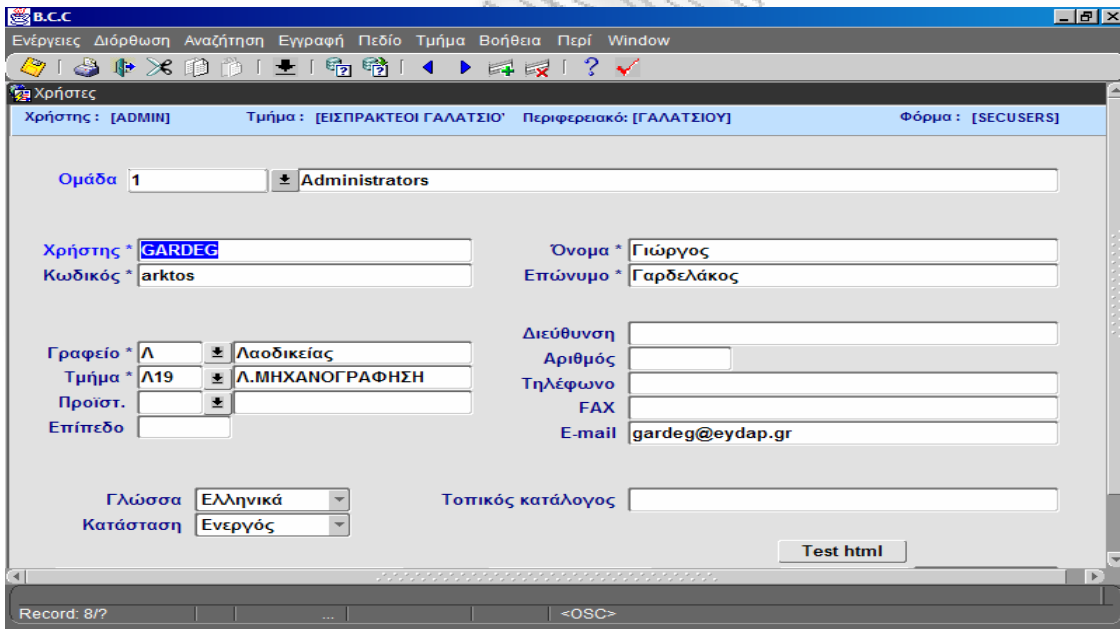 B.C.C
Ενέργειες Διόρθωση Αναζήτηση Εγγραφή Πεδίο Τμήμα Βοήθεια Περί Window
Χρήστες
Χρήστης : [ADMIN] Τμήμα : [ΕΙΣΠΡΑΚΤΕΟΙ ΓΑΛΑΤΣΙΟΥ Περιφερειακό: [ΓΑΛΑΤΣΙΟΥ] Φόρμα : [SECUSERS]
Ομάδα 1 Administrators
Χρήστης * GARDEG Όνομα * Γιώργος
Κωδικός * arktos Επώνυμο * Γαρδελάκος
Διεύθυνση
Γραφείο * Λ Λαοδικείας Αριθμός
Τμήμα * Λ19 Λ.ΜΗΧΑΝΟΓΡΑΦΗΣΗ Τηλέφωνο
Προϊστ. FAX
Επίπεδο E-mail gardeg@eydap.gr
Γλώσσα Ελληνικά Τοπικός κατάλογος
Κατάσταση Ενεργός
Test html
Record: 8/? ... <OSC>